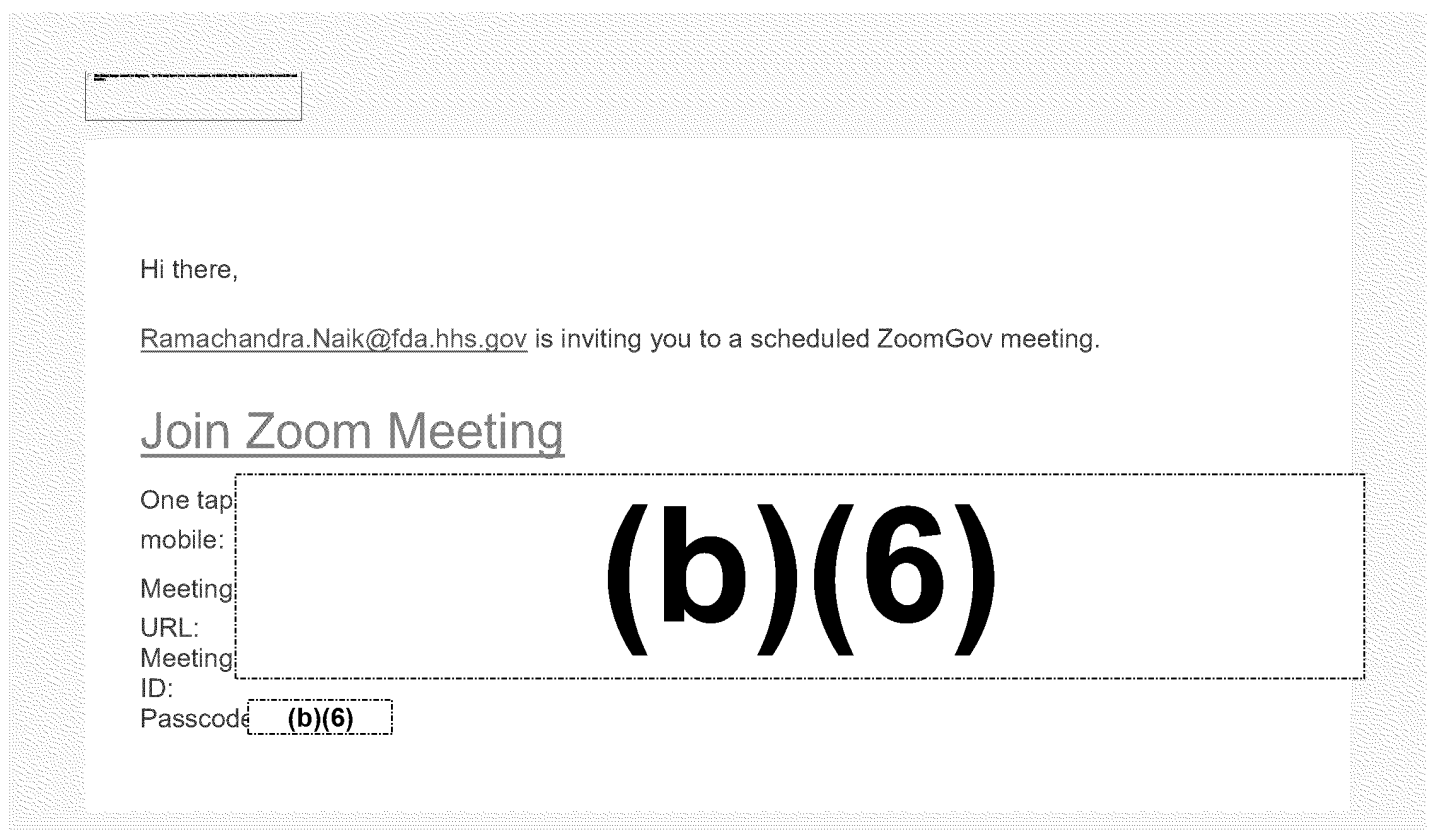 Hi there,
Ramachandra.Naik@fda.hhs.gov is inviting you to a scheduled ZoomGov meeting.
Join Zoom Meeting
One tap
mobile:
(b)(6)
Meeting
URL:
Meeting
ID:
Passcode
(b)(6)